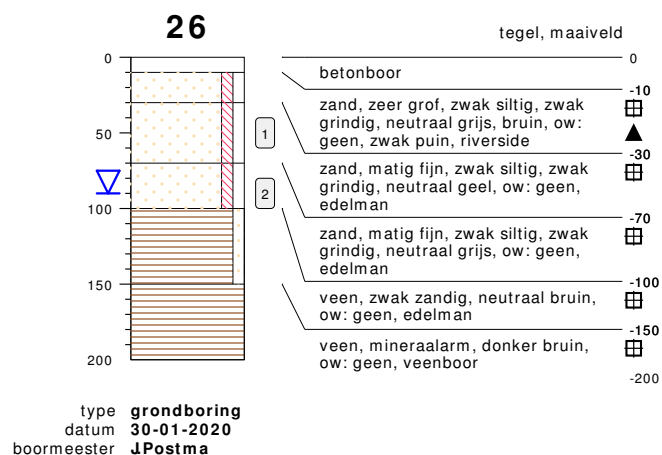 26
tegel, maaiveld
0
50
100
150
200
1
2
0
betonboor
-10
zand, zeer grof, zwak siltig, zwak
grindig, neutraal grijs, bruin, ow:
geen, zwak puin, riverside
-30
zand, matig fijn, zwak siltig, zwak
grindig, neutraal geel, ow: geen,
edelman
-70
zand, matig fijn, zwak siltig, zwak
grindig, neutraal grijs, ow: geen,
edelman
-100
veen, zwak zandig, neutraal bruin,
ow: geen, edelman
-150
veen, mineraalarm, donker bruin,
ow: geen, veenboor
-200
type grondboring
datum 30-01-2020
boormeester J.Postma